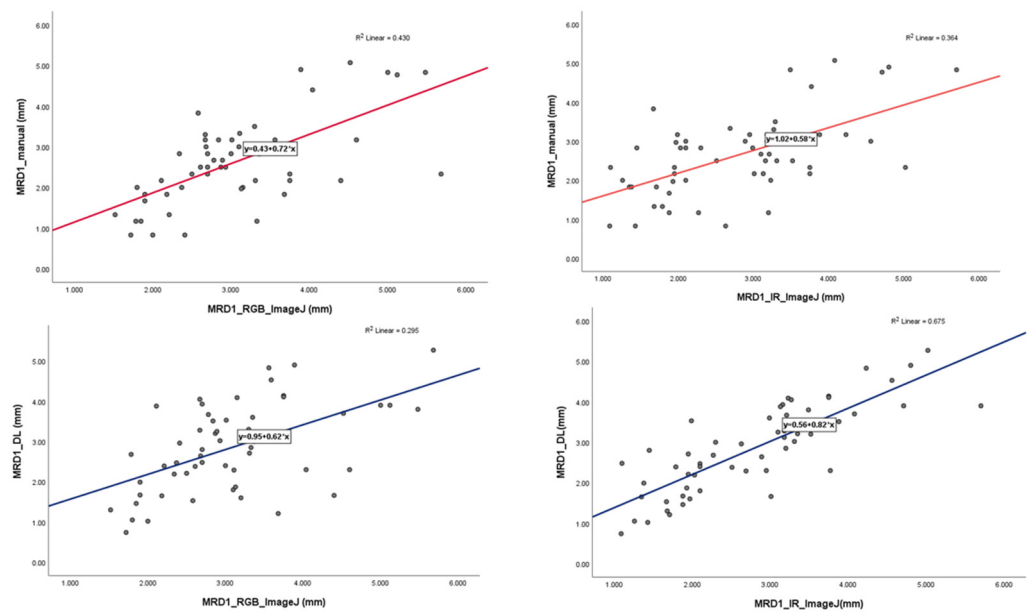 6.00
R² Linear = 0.430
5.00
4.00
3.00
2.00
1.00
0.00
MRD1_manual (mm)
y=0.43+0.72*x
1.000 2.000 3.000 4.000 5.000 6.000
MRD1_RGB_ImageJ (mm)
6.00
R² Linear = 0.364
5.00
4.00
3.00
2.00
1.00
0.00
MRD1_manual (mm)
y=1.02+0.58*x
1.000 2.000 3.000 4.000 5.000 6.000
MRD1_IR_ImageJ (mm)
R² Linear = 0.295
5.00
4.00
3.00
2.00
1.00
0.00
MRD1_DL (mm)
y=0.95+0.62*x
1.000 2.000 3.000 4.000 5.000 6.000
MRD1_RGB_ImageJ (mm)
6.00
R² Linear = 0.675
5.00
4.00
3.00
2.00
1.00
0.00
MRD1_DL(mm)
y=0.56+0.82*x
1.000 2.000 3.000 4.000 5.000 6.000
MRD1_IR_ImageJ(mm)